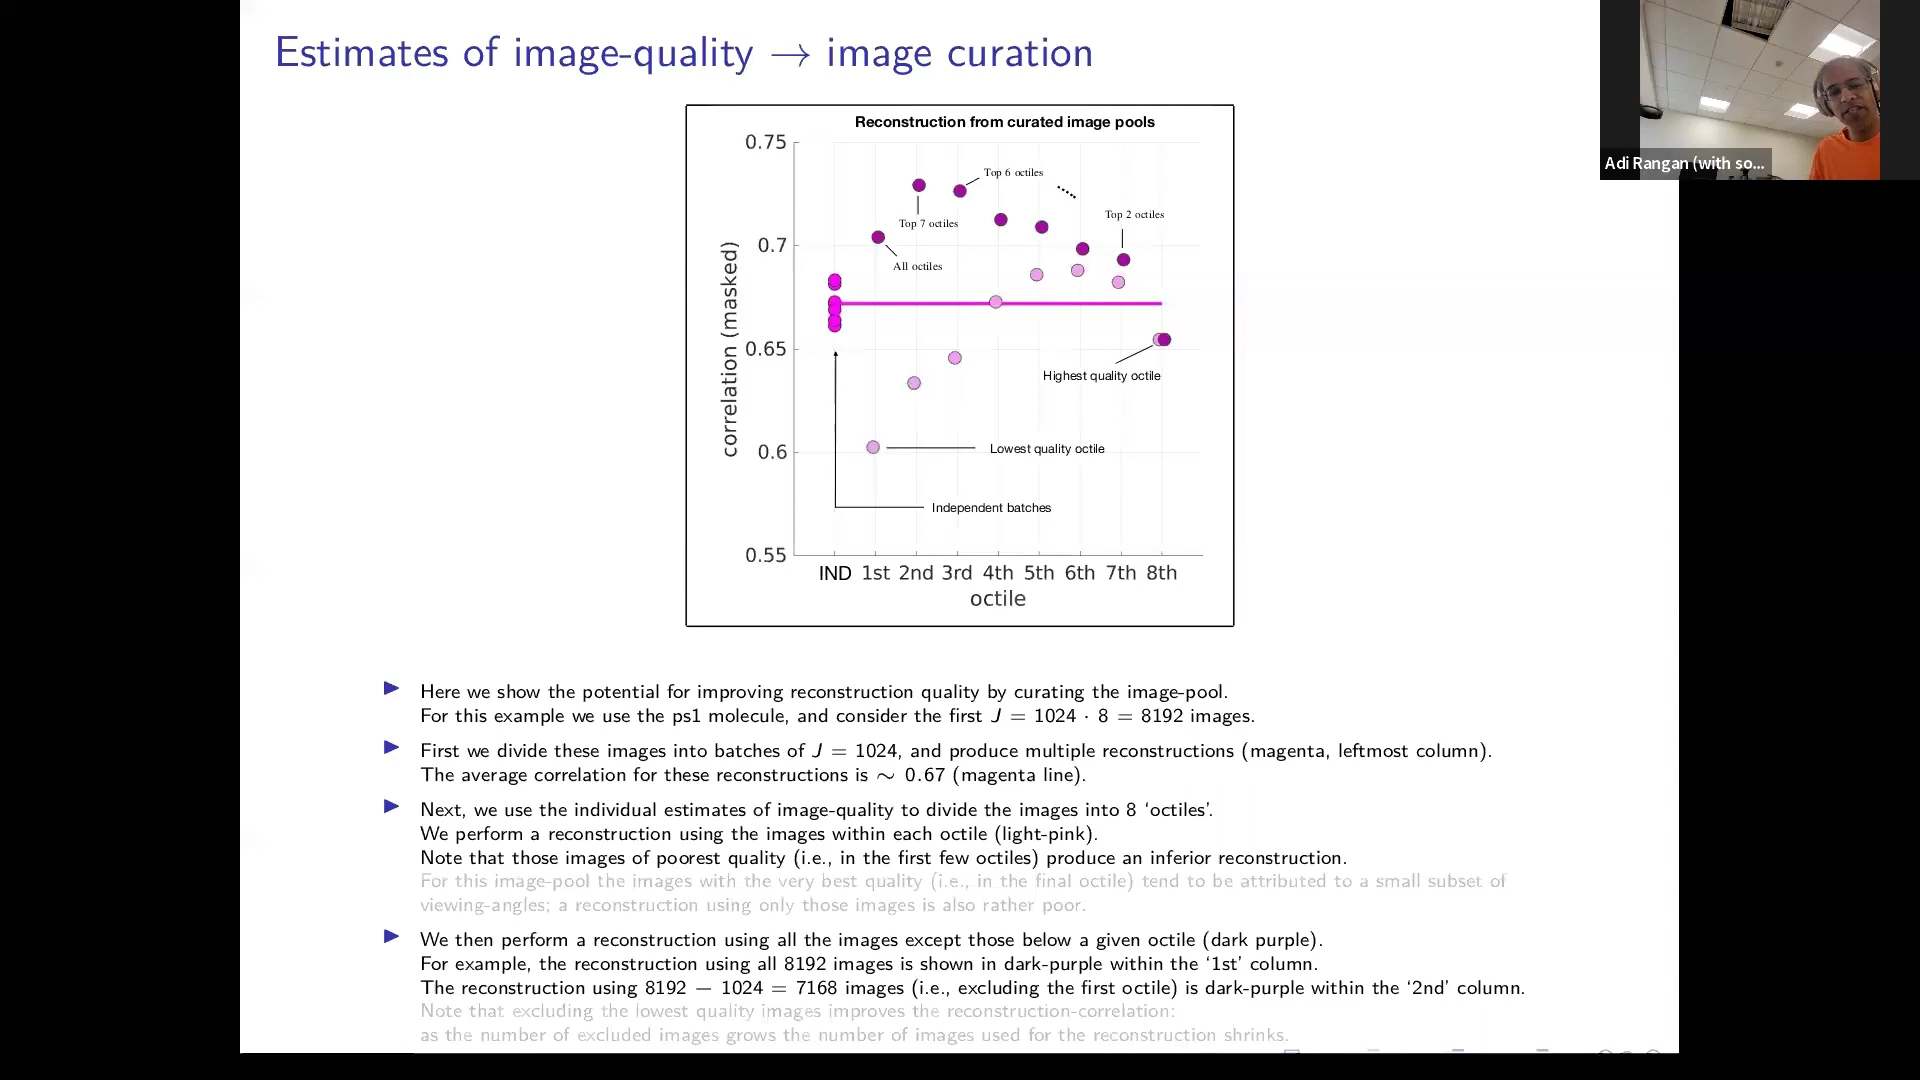 Estimates of image-quality → image curation
Adi Rangan (with so...
Reconstruction from curated image pools
0.75
0.7
0.65
0.6
0.55
correlation (masked)
Top 6 octiles
Top 7 octiles
Top 2 octiles
All octiles
Highest quality octile
Lowest quality octile
Independent batches
IND 1st 2nd 3rd 4th 5th 6th 7th 8th
octile
Here we show the potential for improving reconstruction quality by curating the image-pool.
For this example we use the ps1 molecule, and consider the first J = 1024 · 8 = 8192 images.
First we divide these images into batches of J = 1024, and produce multiple reconstructions (magenta, leftmost column).
The average correlation for these reconstructions is ∼ 0.67 (magenta line).
Next, we use the individual estimates of image-quality to divide the images into 8 ‘octiles’.
We perform a reconstruction using the images within each octile (light-pink).
Note that those images of poorest quality (i.e., in the first few octiles) produce an inferior reconstruction.
For this image-pool the images with the very best quality (i.e., in the final octile) tend to be attributed to a small subset of
viewing-angles; a reconstruction using only those images is also rather poor.
We then perform a reconstruction using all the images except those below a given octile (dark purple).
For example, the reconstruction using all 8192 images is shown in dark-purple within the ‘1st’ column.
The reconstruction using 8192 − 1024 = 7168 images (i.e., excluding the first octile) is dark-purple within the ‘2nd’ column.
Note that excluding the lowest quality images improves the reconstruction-correlation:
as the number of excluded images grows the number of images used for the reconstruction shrinks.